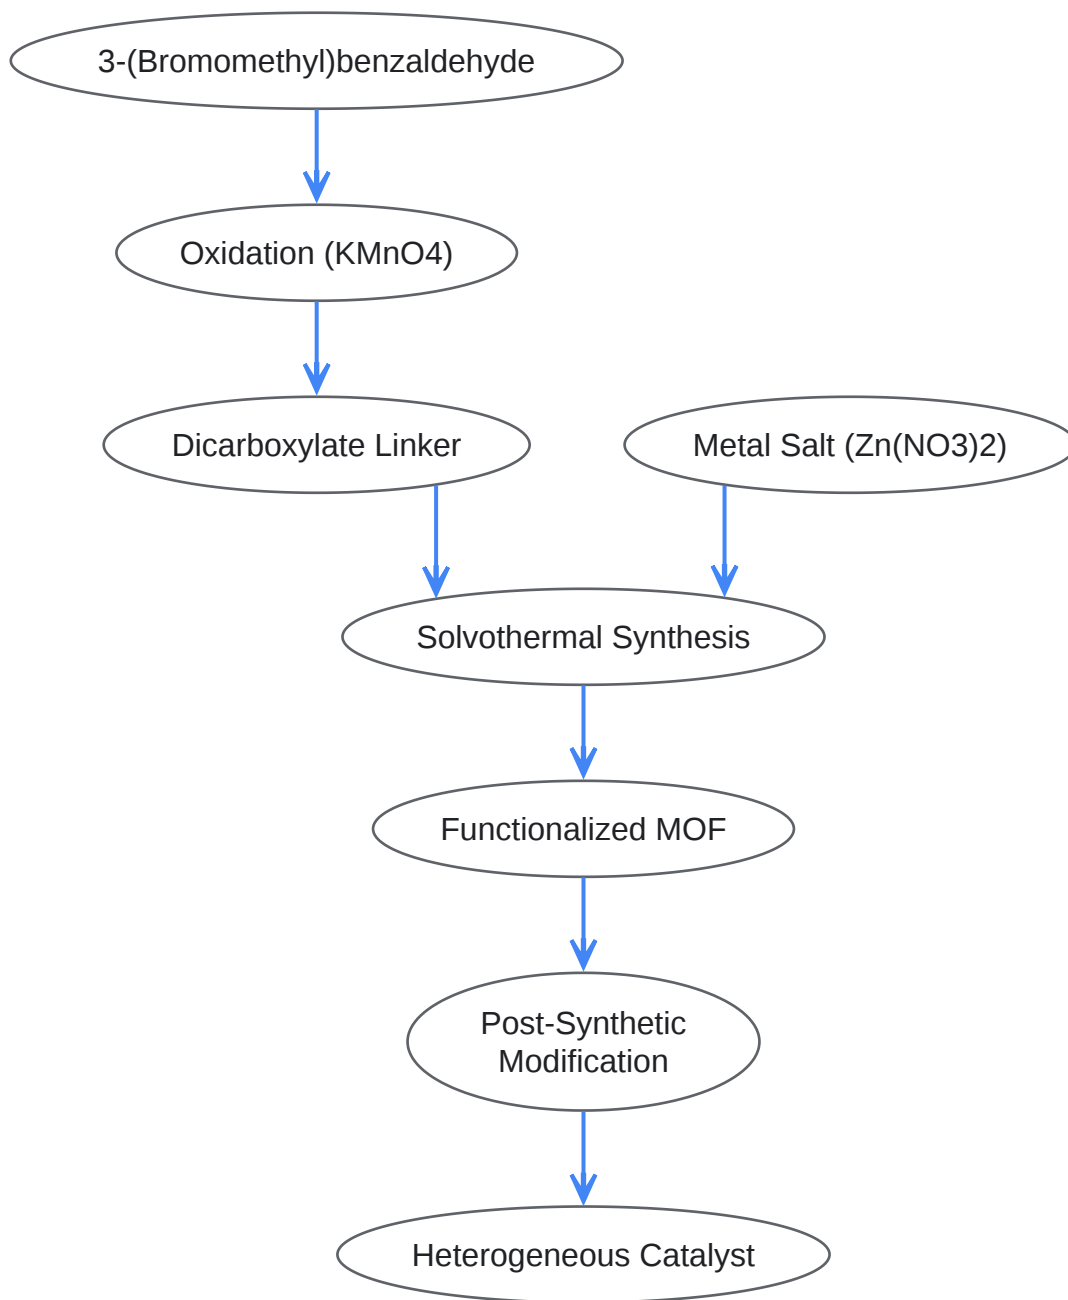 3-(Bromomethyl)benzaldehyde
Oxidation (KMnO4)
Dicarboxylate Linker
Metal Salt (Zn(NO3)2)
Solvothermal Synthesis
Functionalized MOF
Post-Synthetic
Modification
Heterogeneous Catalyst